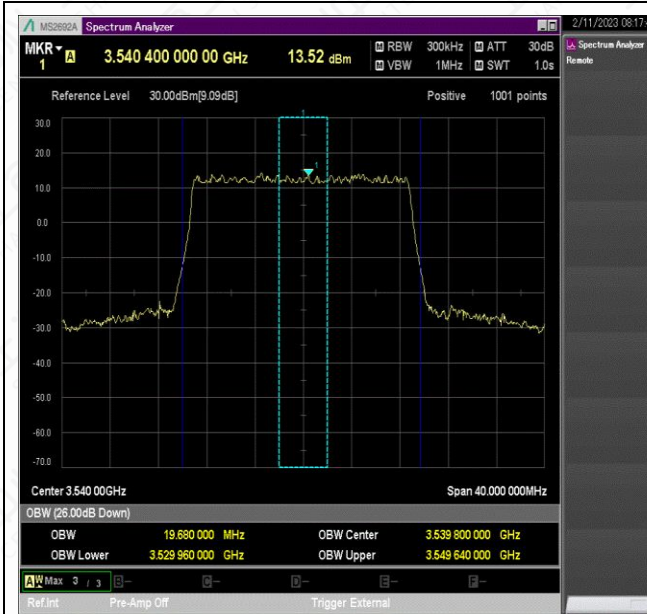 MS2692A Spectrum Analyzer 2/11/2023 08:17
MKR 1 A 3.540 400 000 00 GHz 13.52 dBm RBW 300kHz ATT 30dB
VBW 1MHz SWT 1.0s
Spectrum Analyzer
Remote
Reference Level 30.00dBm[9.09dB] Positive 1001 points
30.0
20.0
1
10.0
0.0
-10.0
-20.0
-30.0
-40.0
-50.0
-60.0
-70.0
Center 3.540 00GHz Span 40.000 000MHz
OBW (26.00dB Down)
OBW 19.680 000 MHz OBW Center 3.539 800 000 GHz
OBW Lower 3.529 960 000 GHz OBW Upper 3.549 640 000 GHz
A W Max 3 / 3 B- C- D- E- F-
Ref.Int Pre-Amp Off Trigger External